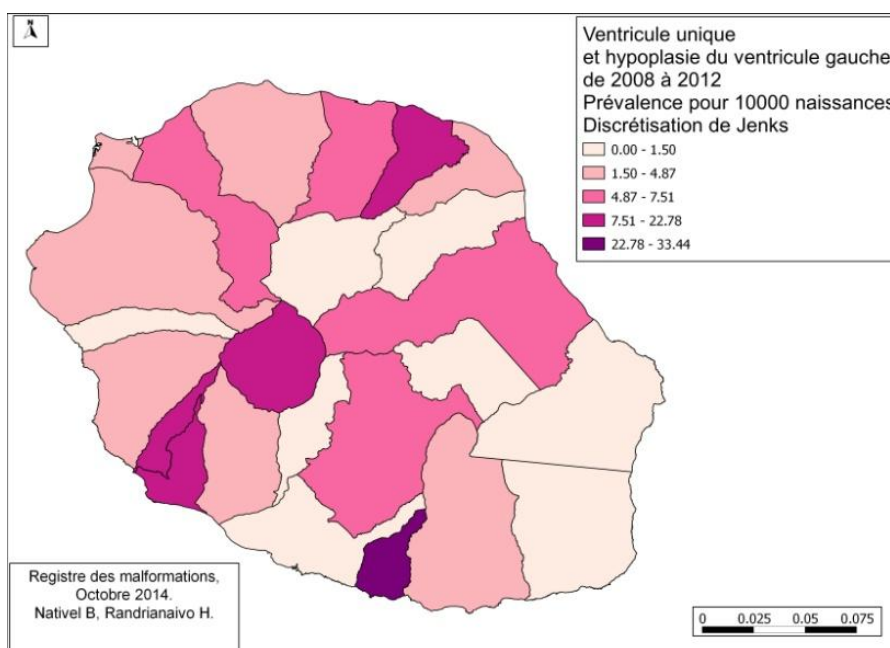 N
Ventricule unique
et hypoplasie du ventricule gauche
de 2008 à 2012
Prévalence pour 10000 naissances
Discrétisation de Jenks
0.00 - 1.50
1.50 - 4.87
4.87 - 7.51
7.51 - 22.78
22.78 - 33.44
Registre des malformations,
Octobre 2014.
Nativel B, Randrianaivo H.
0 0.025 0.05 0.075